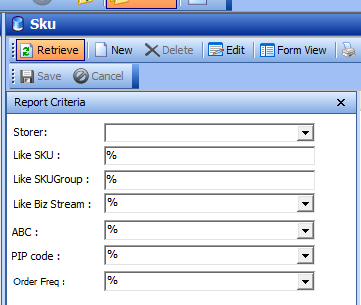 Sku
Retrieve New Delete Edit Form View
Save Cancel
Report Criteria
Storer:
Like SKU : %
Like SKUGroup : %
Like Biz Stream : %
ABC : %
PIP code : %
Order Freq : %